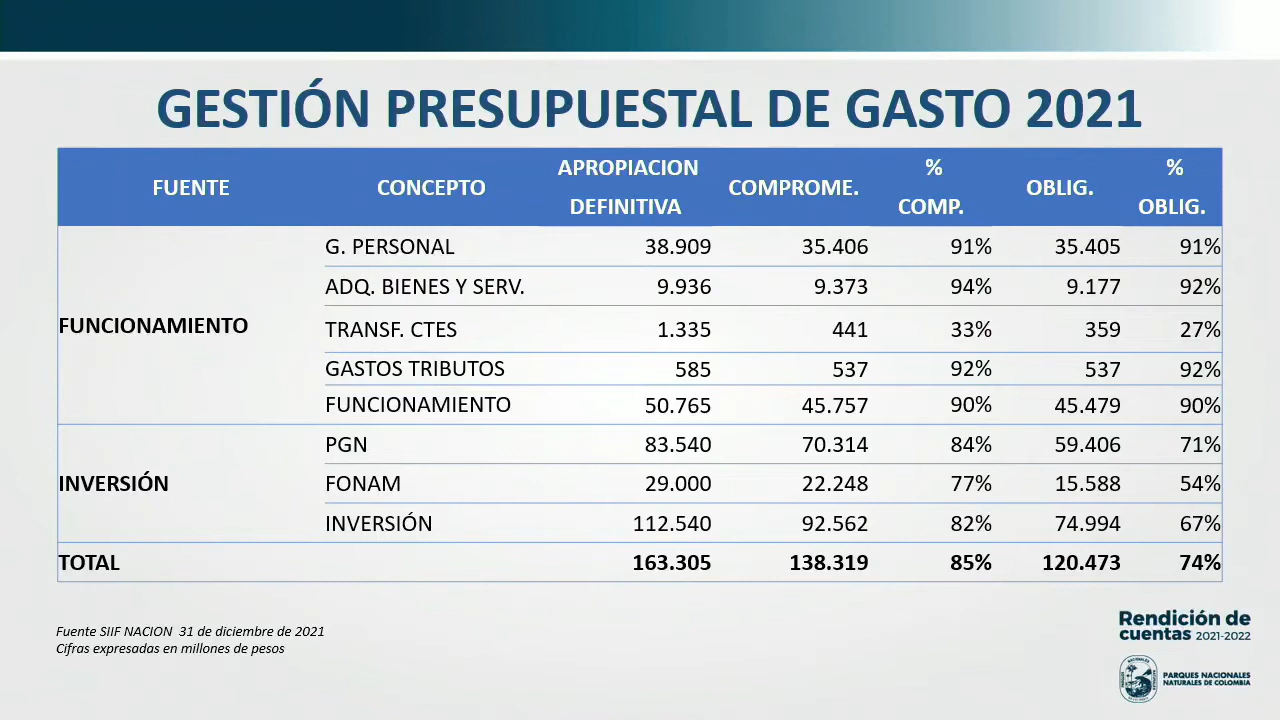 GESTIÓN PRESUPUESTAL DE GASTO 2021
FUENTE CONCEPTO APROPIACION DEFINITIVA COMPROME. % COMP. OBLIG. % OBLIG.
FUNCIONAMIENTO
G. PERSONAL 38.909 35.406 91% 35.405 91%
ADQ. BIENES Y SERV. 9.936 9.373 94% 9.177 92%
TRANSF. CTES 1.335 441 33% 359 27%
GASTOS TRIBUTOS 585 537 92% 537 92%
FUNCIONAMIENTO 50.765 45.757 90% 45.479 90%
INVERSIÓN
PGN 83.540 70.314 84% 59.406 71%
FONAM 29.000 22.248 77% 15.588 54%
INVERSIÓN 112.540 92.562 82% 74.994 67%
TOTAL 163.305 138.319 85% 120.473 74%
Fuente SIIF NACION 31 de diciembre de 2021
Cifras expresadas en millones de pesos
Rendición de
cuentas 2021-2022
PARQUES NACIONALES
NATURALES DE COLOMBIA